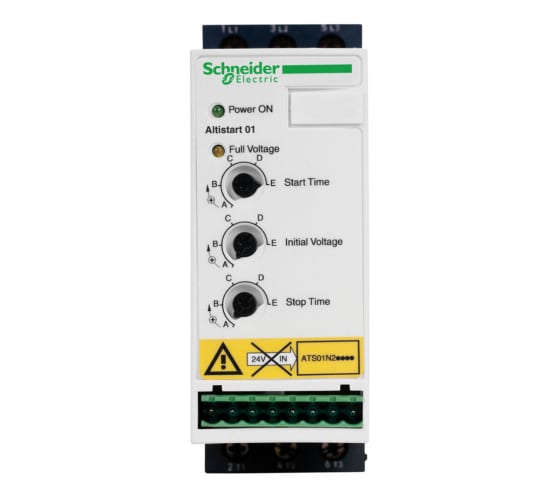 1 L1 3 L2 5 L3
Schneider
Electric
Power ON
Altistart 01
Full Voltage
C D
B E Start Time
A
C D
B E Initial Voltage
A
C D
B E Stop Time
A
24V IN ATS01N2●●●●
2 T1 4 T2 6 T3